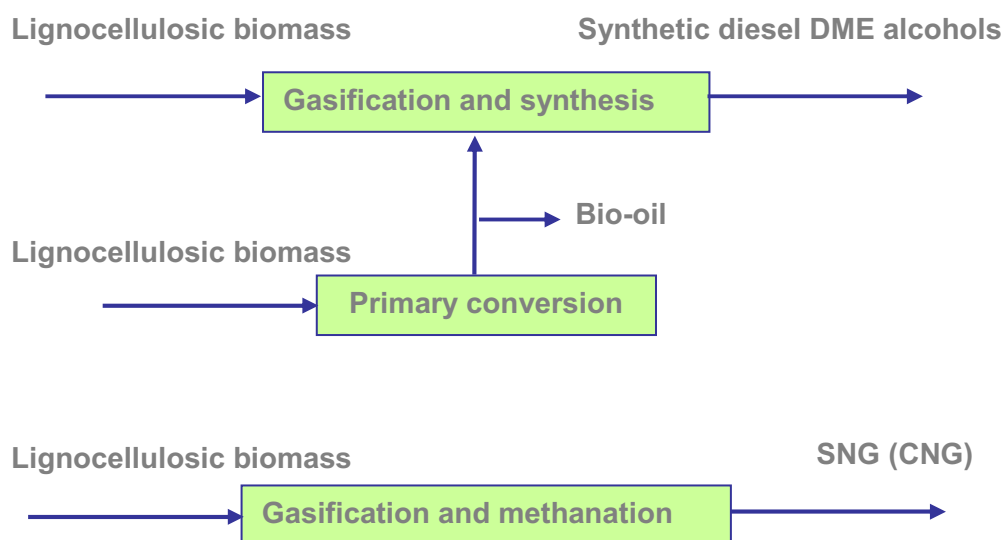 Lignocellulosic biomass
Synthetic diesel DME alcohols
Gasification and synthesis
Bio-oil
Lignocellulosic biomass
Primary conversion
Lignocellulosic biomass
SNG (CNG)
Gasification and methanation